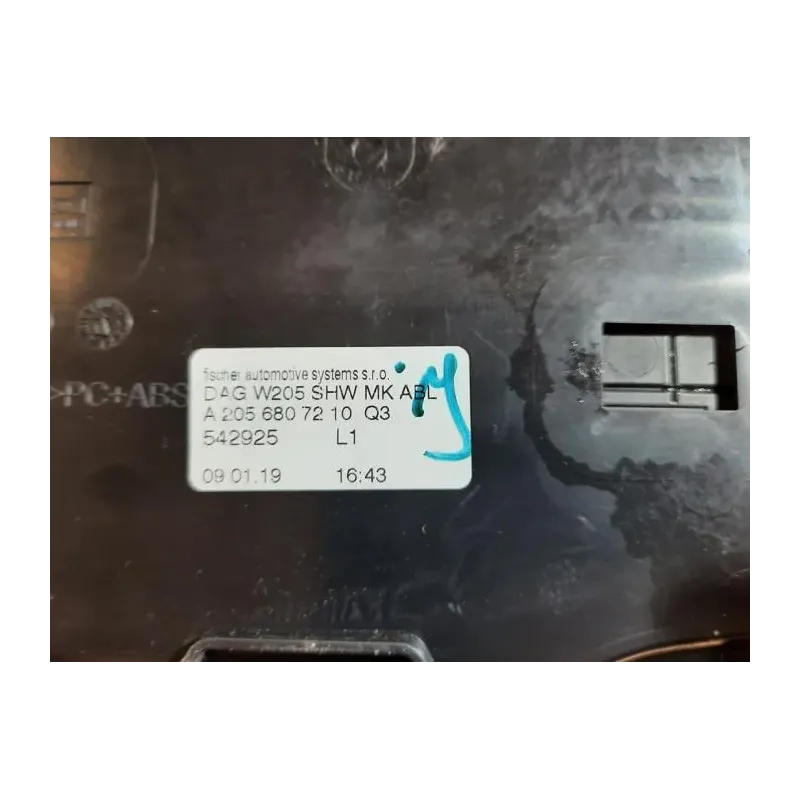 fischer automotive systems s.r.o.
DAG W205 SHW MK ABL
A 205 680 72 10 Q3
542925 L1
09.01.19 16:43
>PC+ABS